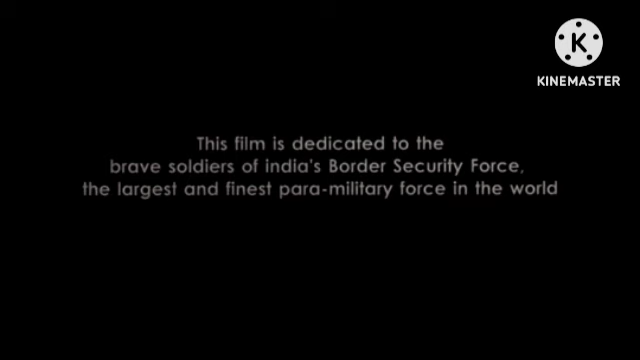 K
KINEMASTER
This film is dedicated to the
brave soldiers of india's Border Security Force,
the largest and finest para-military force in the world